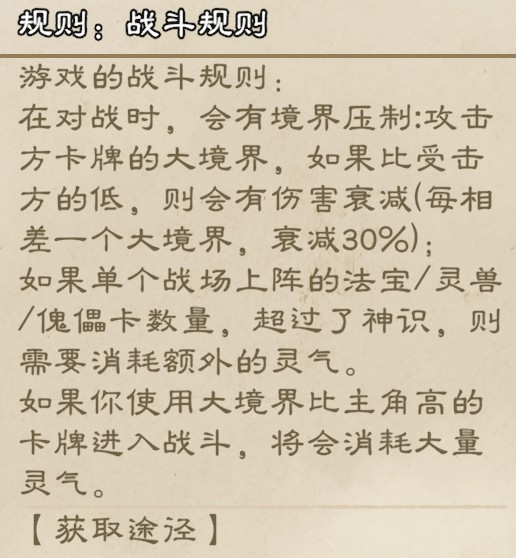 规则：战斗规则
游戏的战斗规则：
在对战时，会有境界压制:攻击
方卡牌的大境界，如果比受击
方的低，则会有伤害衰减(每相
差一个大境界，衰减30%)；
如果单个战场上阵的法宝/灵兽
/傀儡卡数量，超过了神识，则
需要消耗额外的灵气。
如果你使用大境界比主角高的
卡牌进入战斗，将会消耗大量
灵气。
【获取途径】